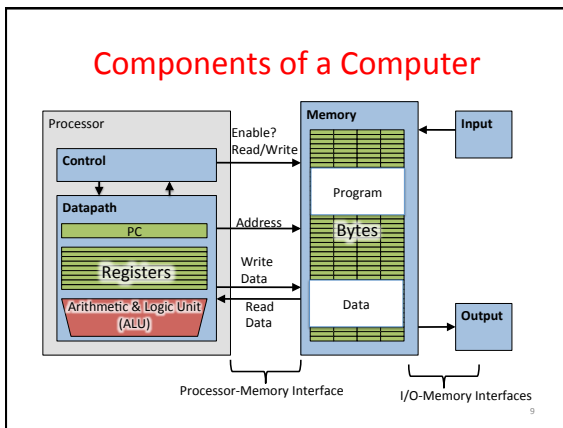 Components of a Computer
Processor
Control
Datapath
PC
Registers
Arithmetic & Logic Unit
(ALU)
Enable?
Read/Write
Address
Write
Data
Read
Data
Memory
Program
Bytes
Data
Input
Output
Processor-Memory Interface
I/O-Memory Interfaces
9